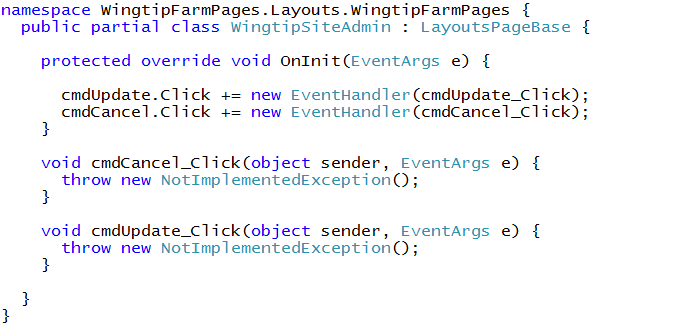 namespace WingtipFarmPages.Layouts.WingtipFarmPages {
public partial class WingtipSiteAdmin : LayoutsPageBase {
protected override void OnInit(EventArgs e) {
cmdUpdate.Click += new EventHandler(cmdUpdate_Click);
cmdCancel.Click += new EventHandler(cmdCancel_Click);
}
void cmdCancel_Click(object sender, EventArgs e) {
throw new NotImplementedException();
}
void cmdUpdate_Click(object sender, EventArgs e) {
throw new NotImplementedException();
}
}
}